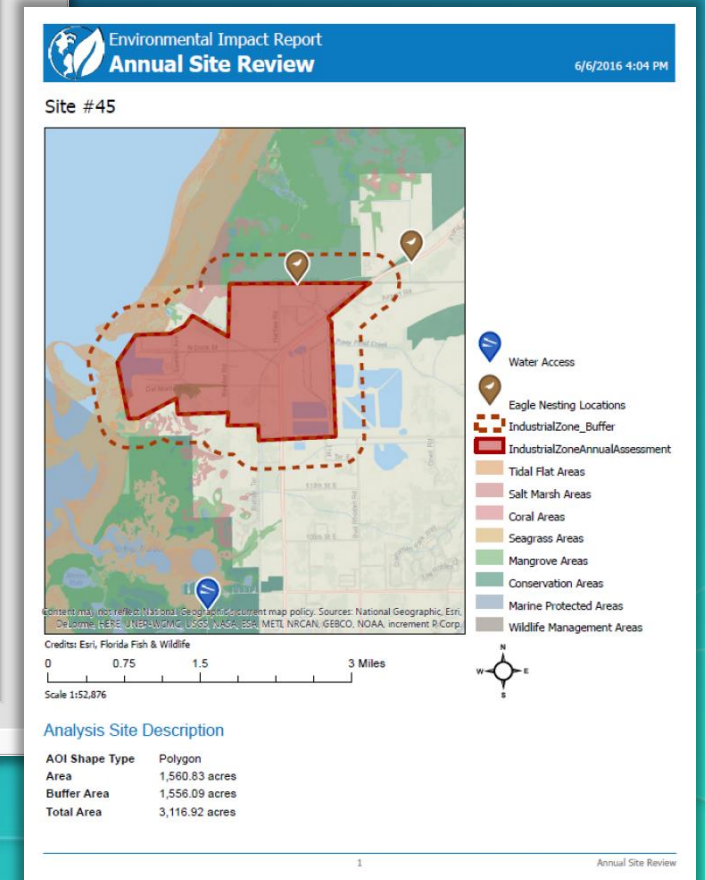 Environmental Impact Report
Annual Site Review
6/6/2016 4:04 PM
Site #45
Water Access
Eagle Nesting Locations
IndustrialZone_Buffer
IndustrialZoneAnnualAssessment
Tidal Flat Areas
Salt Marsh Areas
Coral Areas
Seagrass Areas
Mangrove Areas
Conservation Areas
Marine Protected Areas
Wildlife Management Areas
Content may not reflect National Geographic's current map policy. Sources: National Geographic, Esri,
DeLorme, HERE, UNEP-WCMC, USGS, NASA, ESA, METI, NRCAN, GEBCO, NOAA, increment P Corp.
Credits: Esri, Florida Fish & Wildlife
0 0.75 1.5 3 Miles
Scale 1:52,876
N
W E
S
Analysis Site Description
AOI Shape Type Polygon
Area 1,560.83 acres
Buffer Area 1,556.09 acres
Total Area 3,116.92 acres
1
Annual Site Review